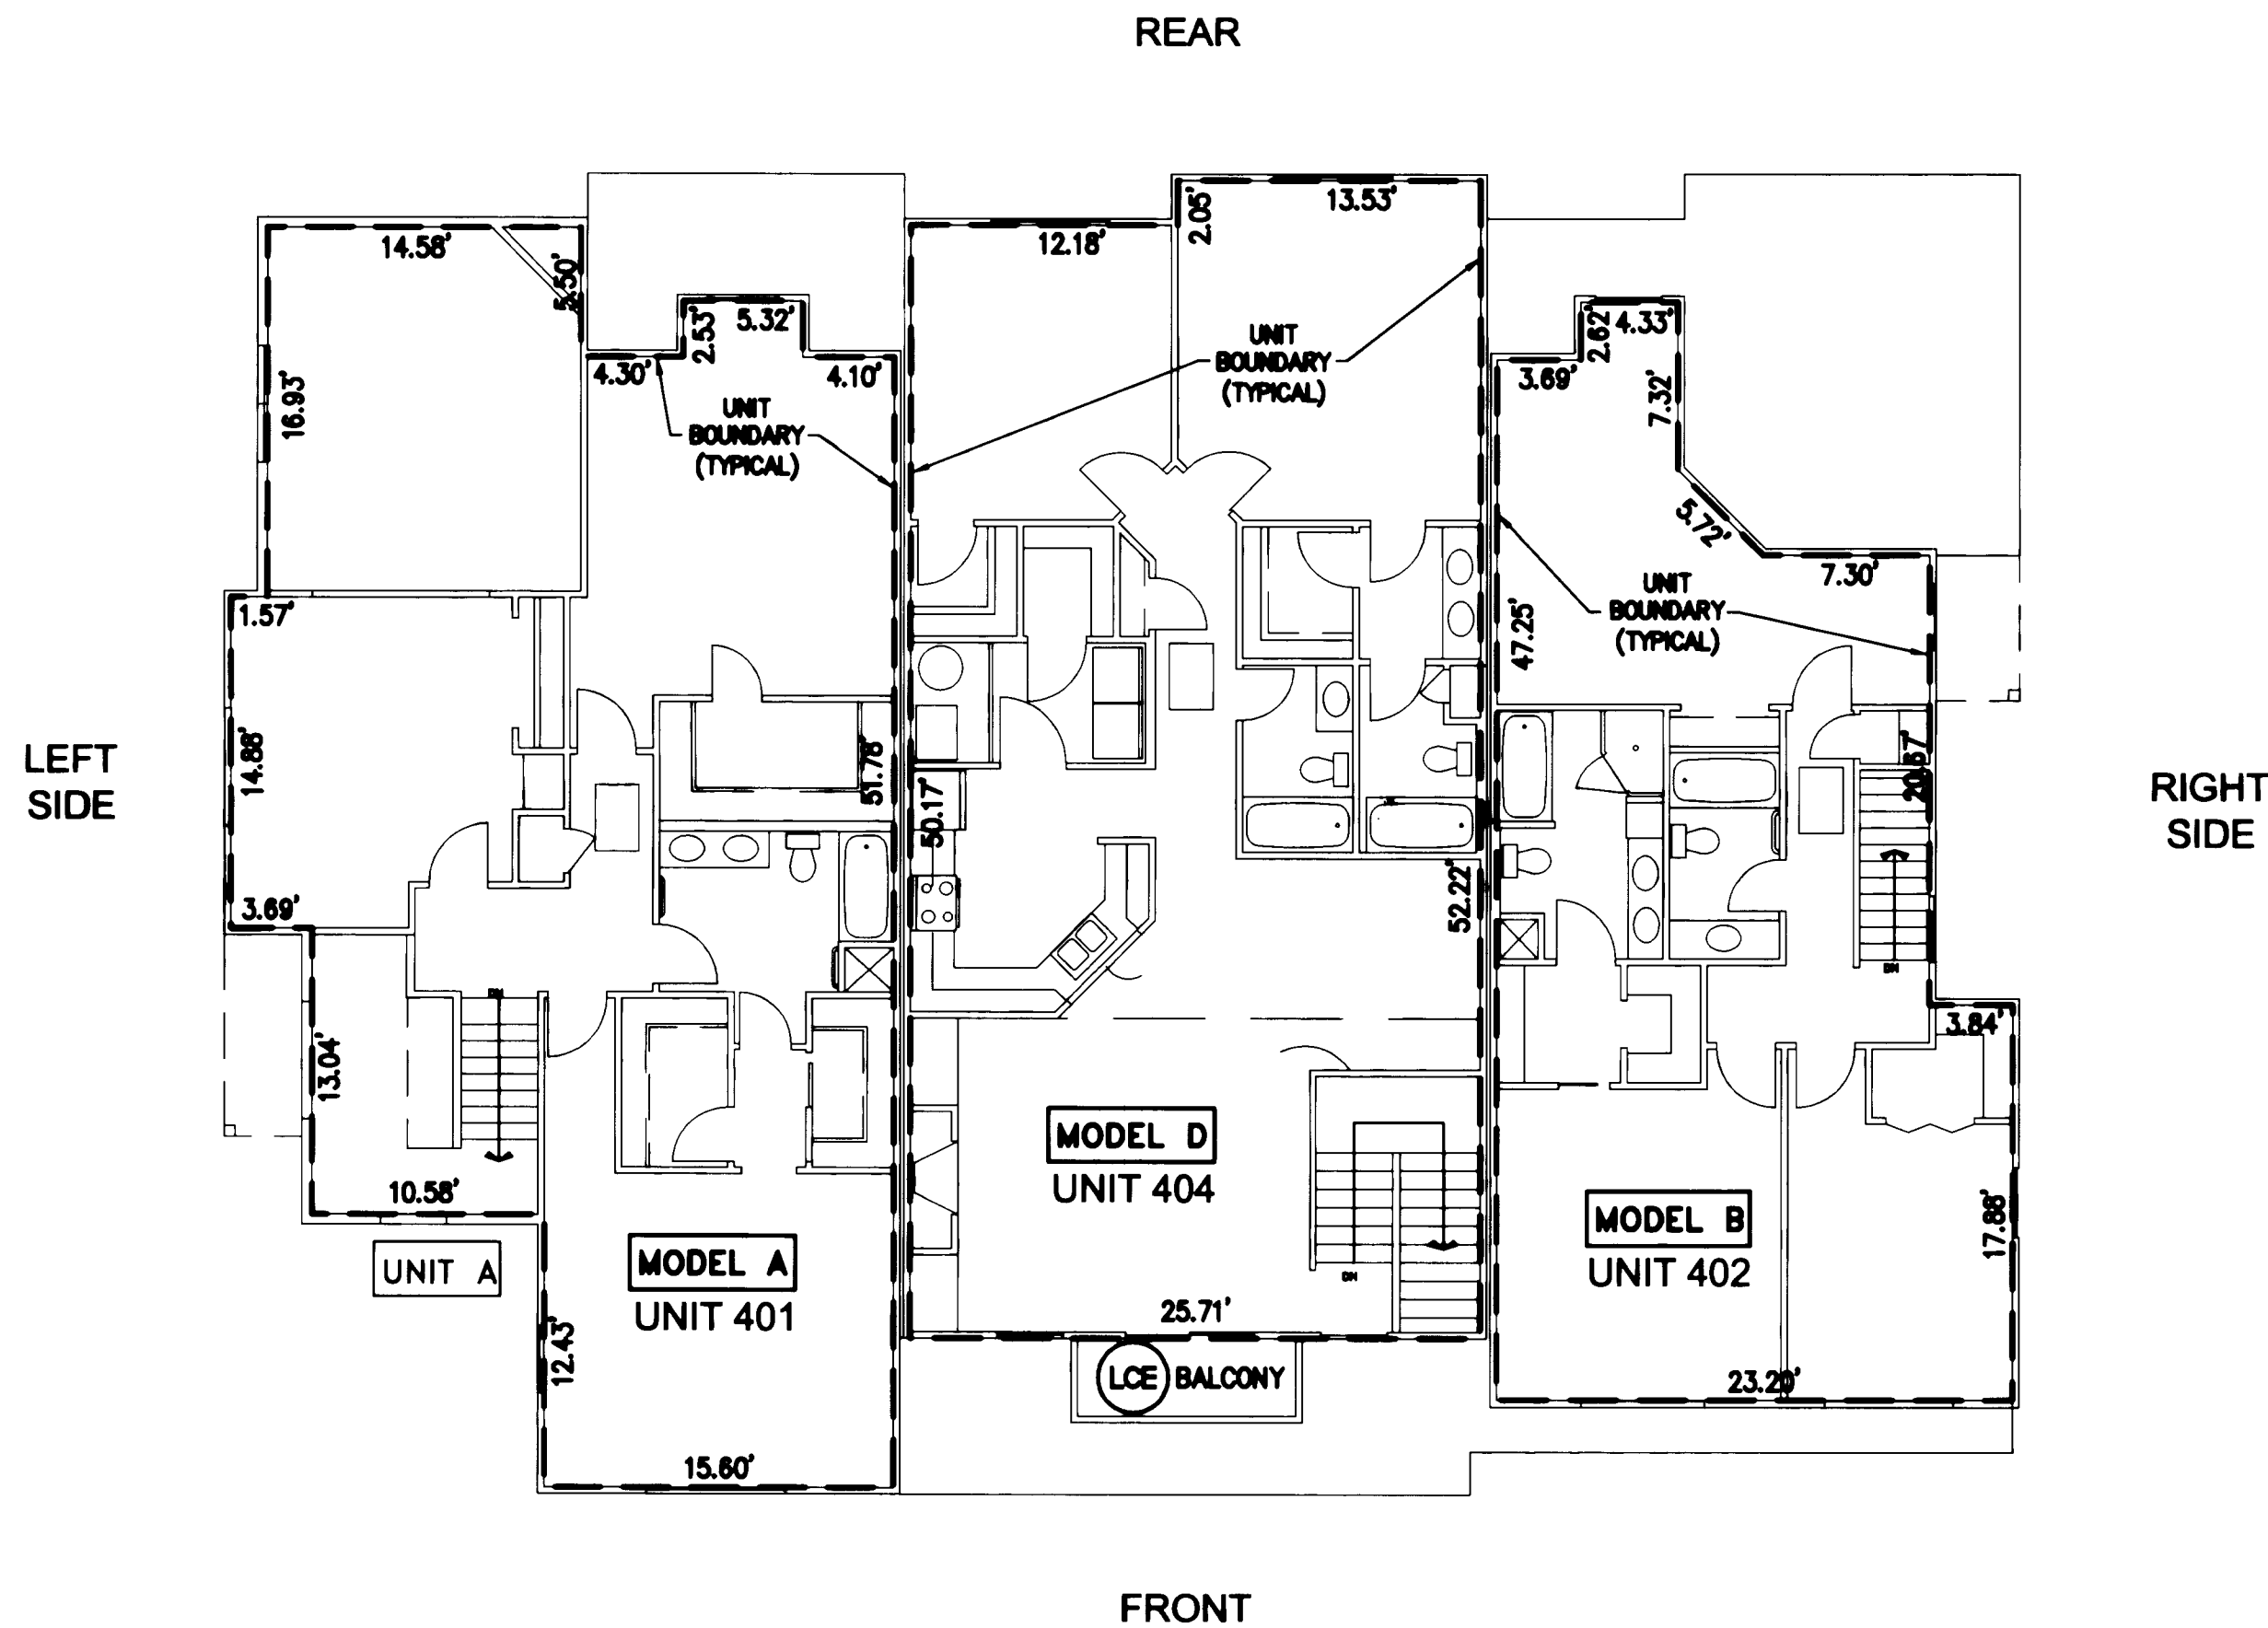 REAR
13.53'
2.05'
12.18'
14.58'
5.50'
5.32'
2.53'
4.30'
4.10'
2.62'
4.33'
3.69'
7.32'
UNIT
BOUNDARY
(TYPICAL)
16.93'
UNIT
BOUNDARY
(TYPICAL)
5.72'
7.30'
UNIT
BOUNDARY
(TYPICAL)
1.57'
47.25'
LEFT
SIDE
14.88'
51.78'
50.17'
20.67'
RIGHT
SIDE
3.69'
52.22'
DN
DN
3.84'
13.04'
MODEL D
UNIT 404
10.58'
MODEL B
UNIT 402
17.88'
UNIT A
MODEL A
UNIT 401
DN
25.71'
12.43'
LCE BALCONY
23.20'
15.60'
FRONT